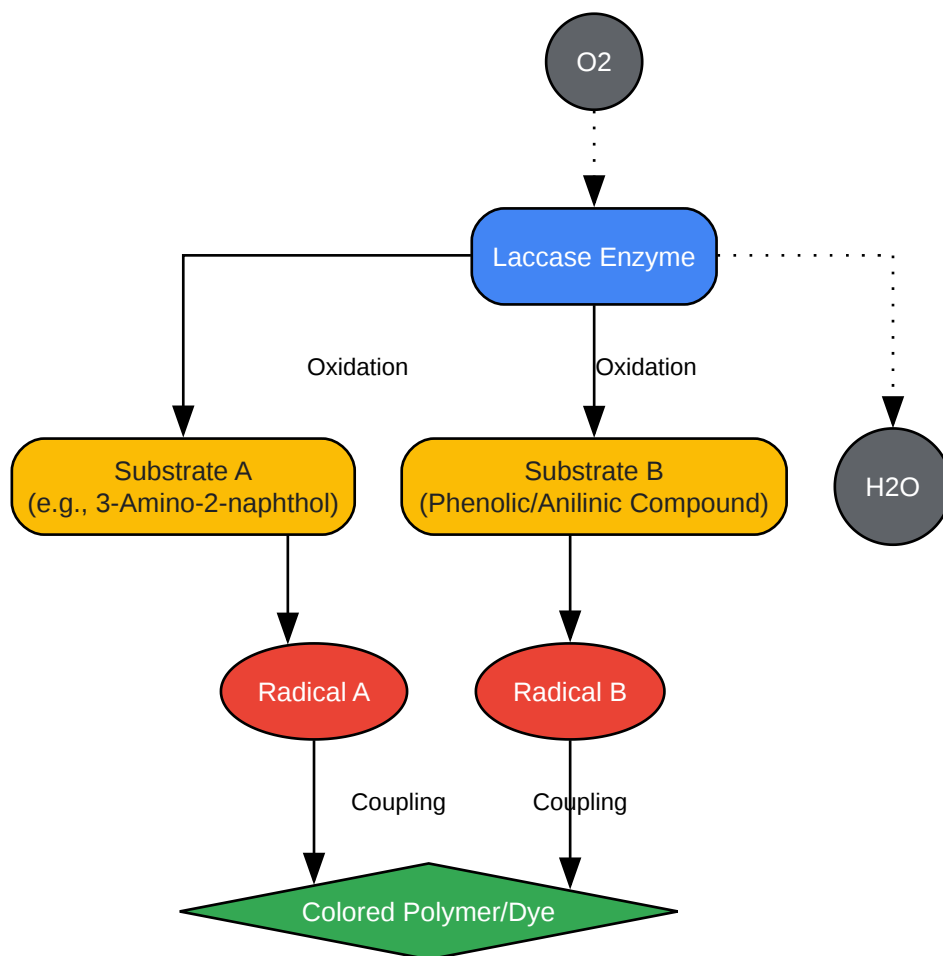 O2
Laccase Enzyme
Oxidation
Oxidation
Substrate A
(e.g., 3-Amino-2-naphthol)
Substrate B
(Phenolic/Anilinic Compound)
H2O
Radical A
Radical B
Coupling
Coupling
Colored Polymer/Dye